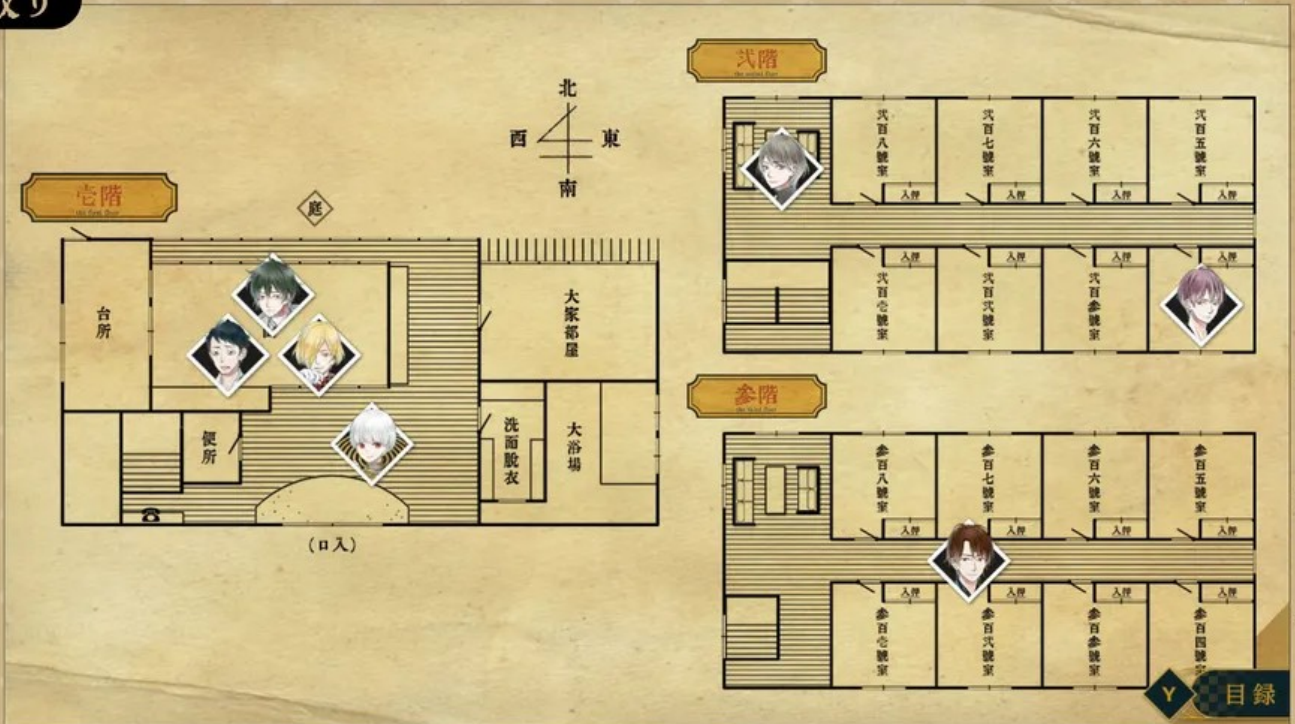 北
西
東
南
壱階
the first floor
庭
台所
大家部屋
便所
洗面脱衣
大浴場
(口入)
弐階
弐百八號室
弐百七號室
弐百六號室
弐百五號室
入押
入押
入押
入押
入押
入押
入押
入押
弐百壱號室
弐百弐號室
弐百参號室
参階
the third floor
参百八號室
参百七號室
参百六號室
参百五號室
入押
入押
入押
入押
入押
入押
入押
入押
参百壱號室
参百弐號室
参百参號室
参百四號室
Y
目録